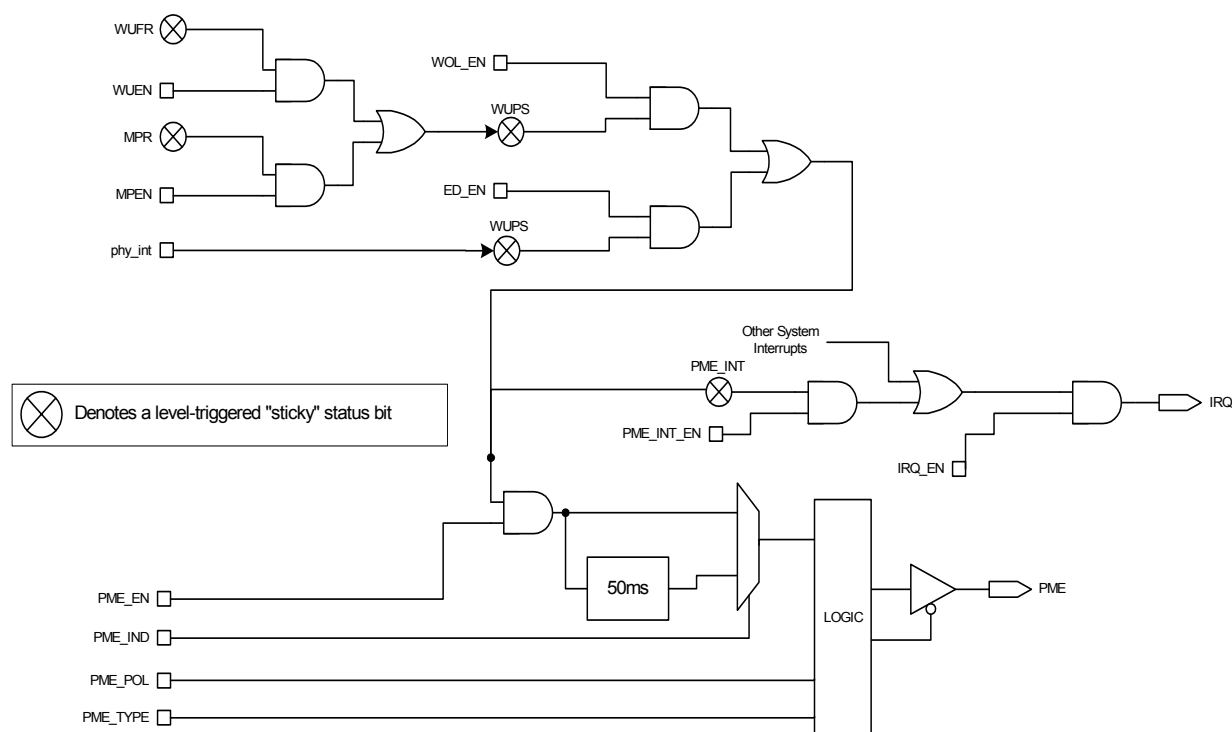 WUFR
WUEN
MPR
MPEN
phy_int
WOL_EN
WUPS
ED_EN
WUPS
Other System
Interrupts
PME_INT
PME_INT_EN
IRQ_EN
IRQ
Denotes a level-triggered "sticky" status bit
50ms
LOGIC
PME
PME_EN
PME_IND
PME_POL
PME_TYPE